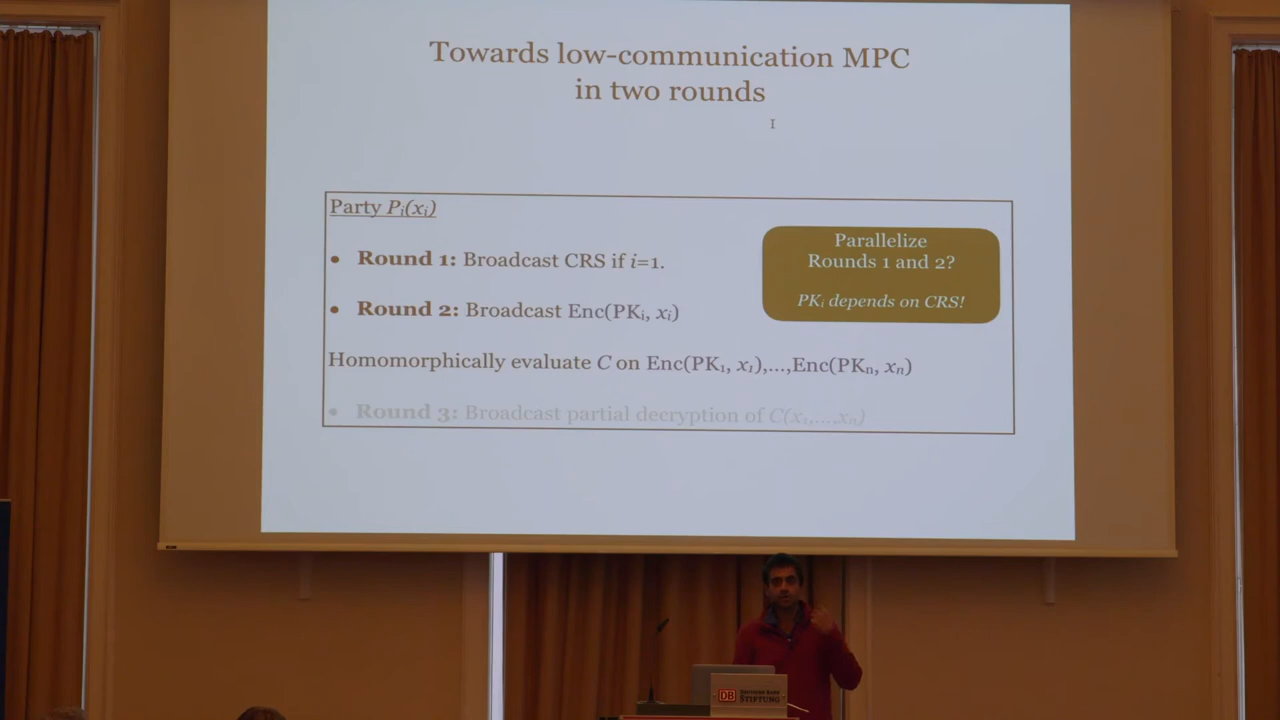 Towards low-communication MPC
in two rounds
Party Pᵢ(xᵢ)
• Round 1: Broadcast CRS if i=1.
• Round 2: Broadcast Enc(PKᵢ, xᵢ)
Homomorphically evaluate C on Enc(PK₁, x₁),...,Enc(PKₙ, xₙ)
• Round 3: Broadcast partial decryption of C(x₁,...,xₙ)
Parallelize
Rounds 1 and 2?
PKᵢ depends on CRS!
DB
STIFTUNG